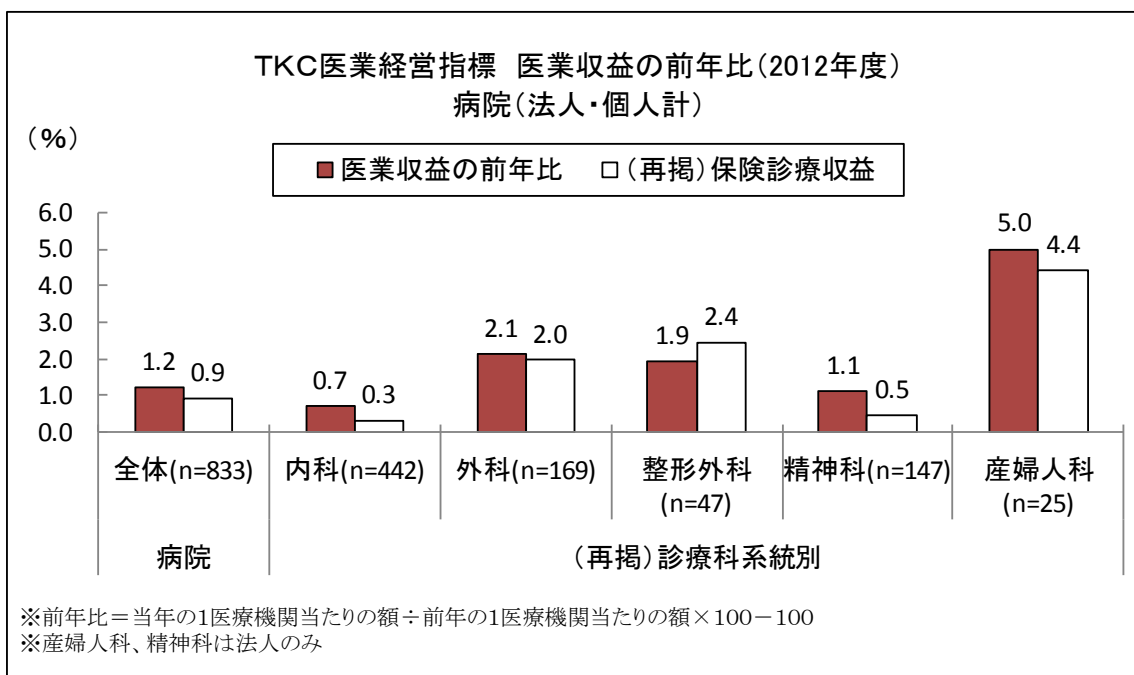 TKC医業経営指標 医業収益の前年比(2012年度)
病院(法人・個人計)
(%)
■医業収益の前年比 □(再掲)保険診療収益
6.0
5.0
4.0
3.0
2.0
1.0
0.0
1.2
0.9
0.7
0.3
2.1
2.0
1.9
2.4
1.1
0.5
5.0
4.4
全体(n=833)
内科(n=442)
外科(n=169)
整形外科
(n=47)
精神科(n=147)
産婦人科
(n=25)
病院
(再掲)診療科系統別
※前年比=当年の1医療機関当たりの額÷前年の1医療機関当たりの額×100-100
※産婦人科、精神科は法人のみ